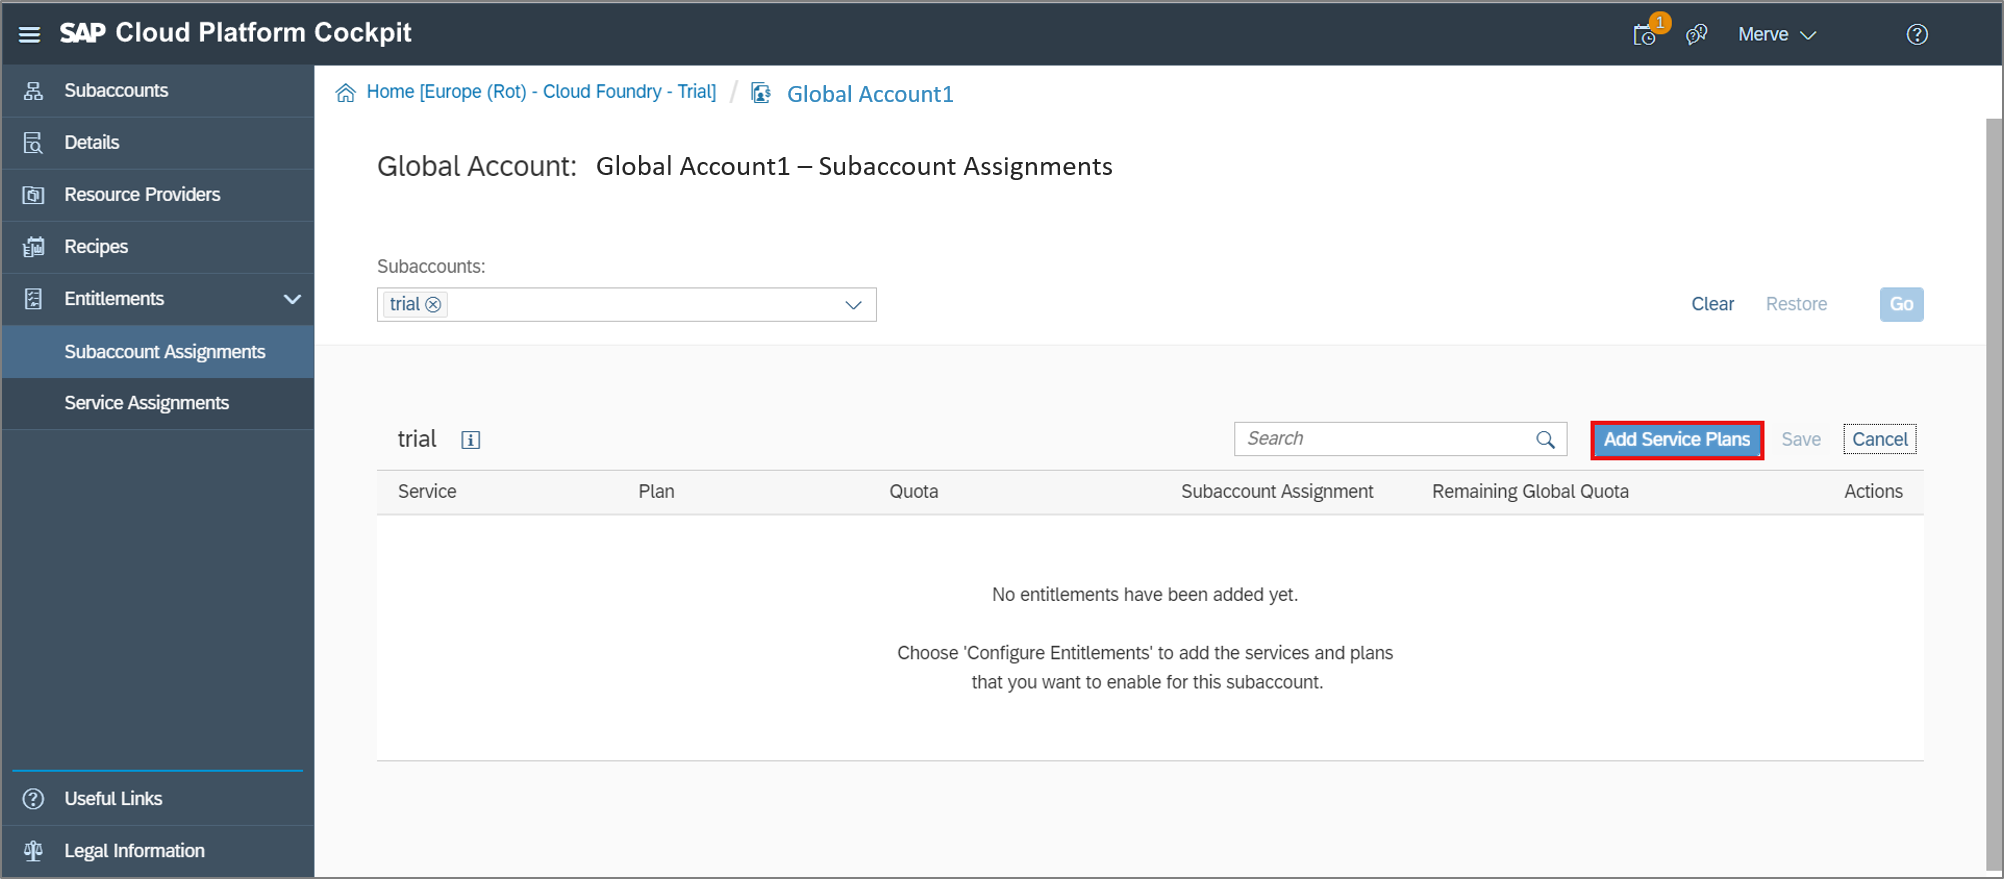 SAP Cloud Platform Cockpit
1
Merve
Subaccounts
Details
Resource Providers
Recipes
Entitlements
Subaccount Assignments
Service Assignments
Useful Links
Legal Information
Home [Europe (Rot) - Cloud Foundry - Trial] / Global Account1
Global Account: Global Account1 – Subaccount Assignments
Subaccounts:
trial
Clear Restore Go
trial
Search
Add Service Plans Save Cancel
Service Plan Quota Subaccount Assignment Remaining Global Quota Actions
No entitlements have been added yet.
Choose 'Configure Entitlements' to add the services and plans
that you want to enable for this subaccount.